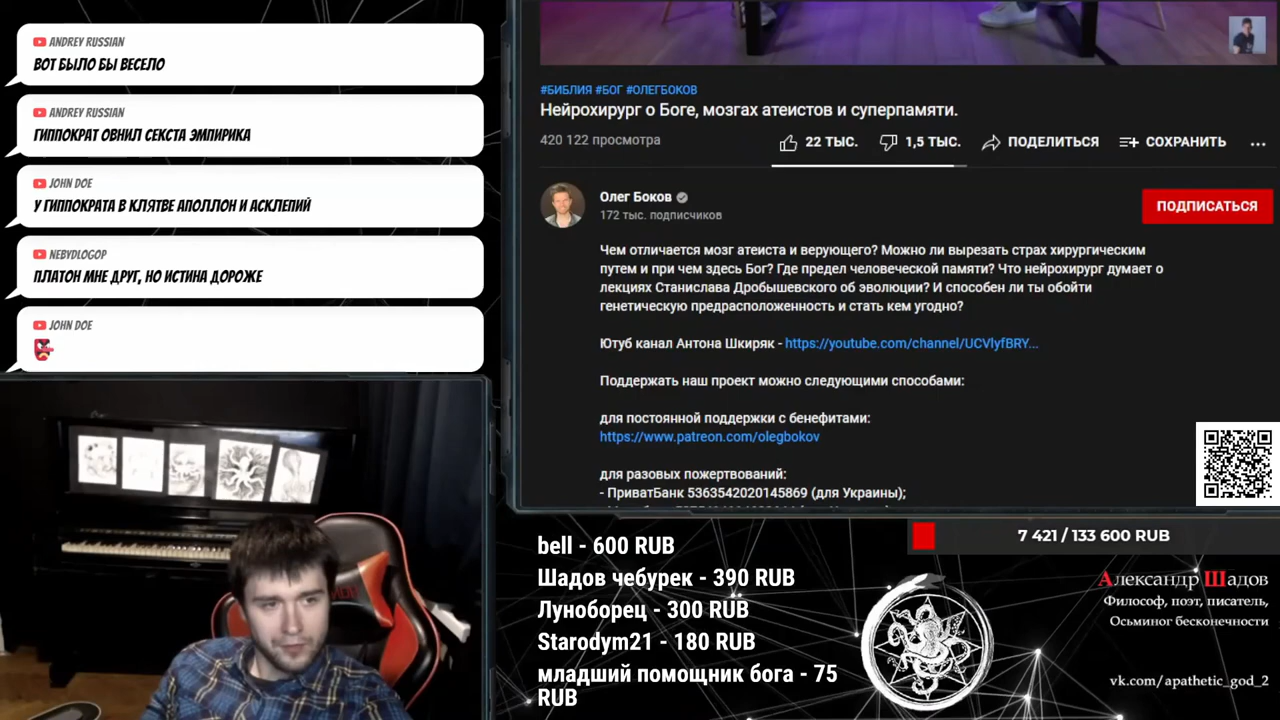 ANDREY RUSSIAN
ВОТ БЫЛО БЫ ВЕСЕЛО
ANDREY RUSSIAN
ГИППОКРАТ ОВНИЛ СЕКСТА ЭМПИРИКА
JOHN DOE
У ГИППОКРАТА В КЛЯТВЕ АПОЛЛОН И АСКЛЕПИЙ
NEBYDLOGOP
ПЛАТОН МНЕ ДРУГ, НО ИСТИНА ДОРОЖЕ
JOHN DOE
#БИБЛИЯ #БОГ #ОЛЕГБОКОВ
Нейрохирург о Боге, мозгах атеистов и суперпамяти.
420 122 просмотра
22 ТЫС.
1,5 ТЫС.
ПОДЕЛИТЬСЯ
СОХРАНИТЬ
Олег Боков
172 тыс. подписчиков
ПОДПИСАТЬСЯ
Чем отличается мозг атеиста и верующего? Можно ли вырезать страх хирургическим
путем и при чем здесь Бог? Где предел человеческой памяти? Что нейрохирург думает о
лекциях Станислава Дробышевского об эволюции? И способен ли ты обойти
генетическую предрасположенность и стать кем угодно?
Ютуб канал Антона Шкиряк - https://youtube.com/channel/UCVlyfBRY...
Поддержать наш проект можно следующими способами:
для постоянной поддержки с бенефитами:
https://www.patreon.com/olegbokov
для разовых пожертвований:
- ПриватБанк 5363542020145869 (для Украины);
bell - 600 RUB
Шадов чебурек - 390 RUB
Луноборец - 300 RUB
Starodym21 - 180 RUB
младший помощник бога - 75
RUB
7 421 / 133 600 RUB
Александр Шадов
Философ, поэт, писатель,
Осьминог бесконечности
vk.com/apathetic_god_2